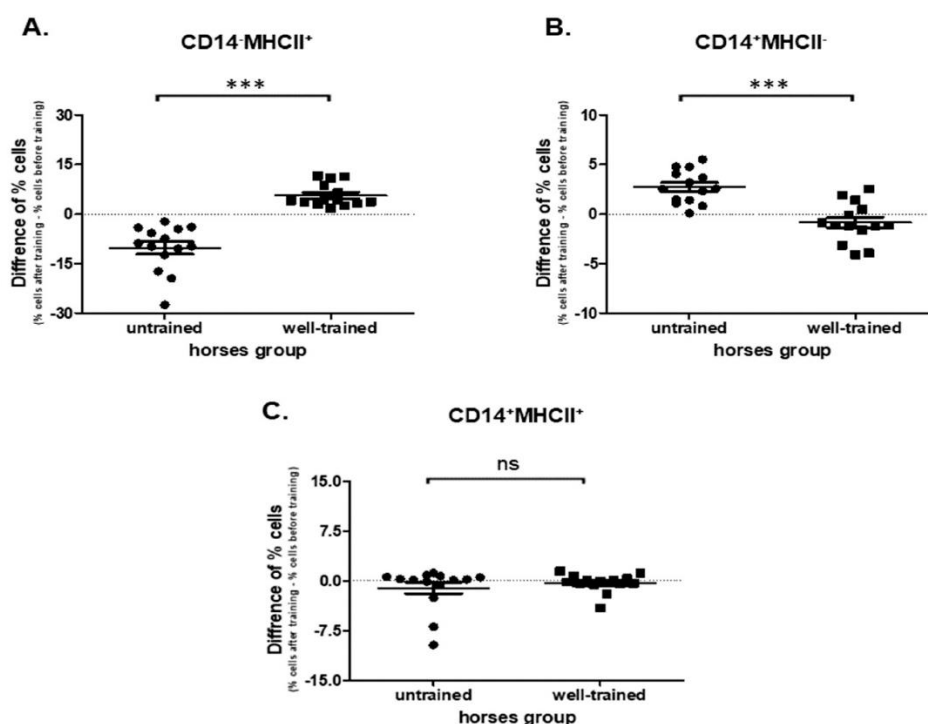 A.
CD14⁻MHCII⁺
***
Diffrence of % cells
(% cells after training - % cells before training)
30
15
0
-15
-30
untrained
well-trained
horses group
B.
CD14⁺MHCII⁻
***
Diffrence of % cells
(% cells after training - % cells before training)
10
5
0
-5
-10
untrained
well-trained
horses group
C.
CD14⁺MHCII⁺
ns
Diffrence of % cells
(% cells after training - % cells before training)
15.0
7.5
0.0
-7.5
-15.0
untrained
well-trained
horses group